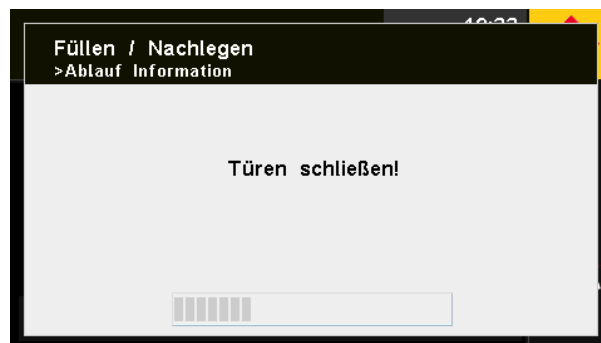 Füllen / Nachlegen
>Ablauf Information
Türen schließen!